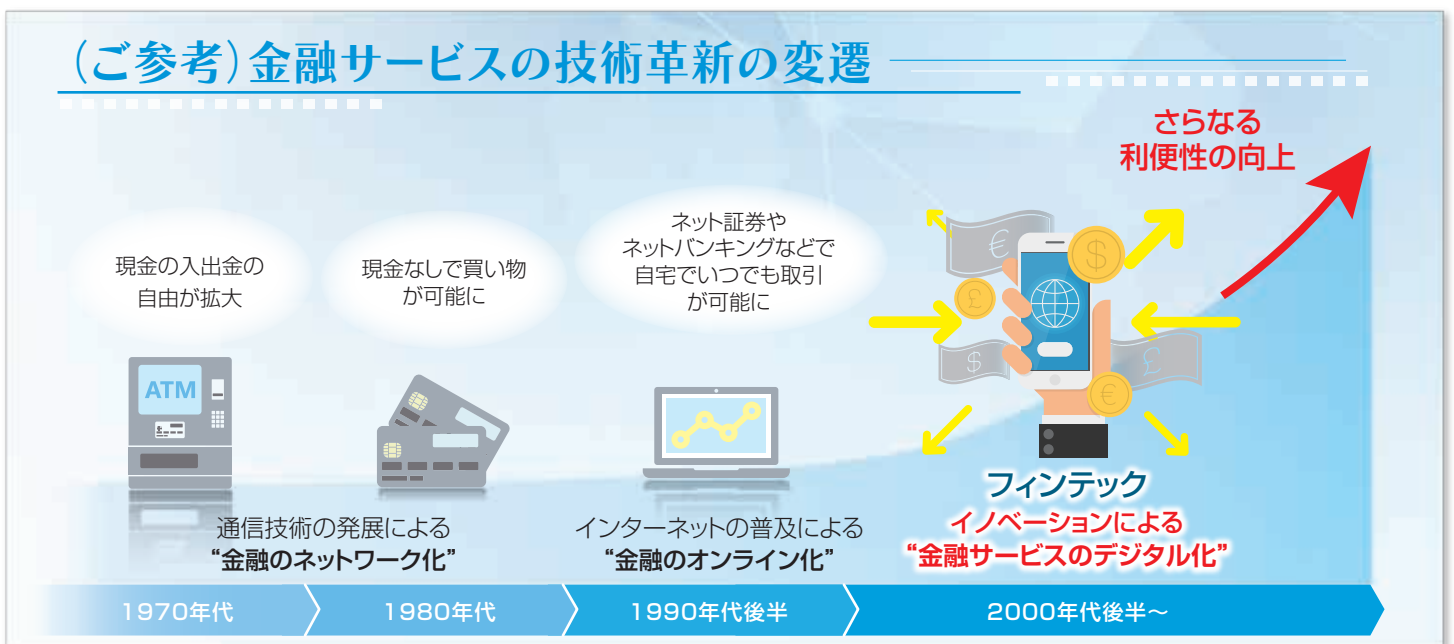 (ご参考)金融サービスの技術革新の変遷
さらなる
利便性の向上
現金の入出金の
自由が拡大
現金なしで買い物
が可能に
ネット証券や
ネットバンキングなどで
自宅でいつでも取引
が可能に
ATM
€
$
£
$
£
€
フィンテック
通信技術の発展による
“金融のネットワーク化”
インターネットの普及による
“金融のオンライン化”
イノベーションによる
“金融サービスのデジタル化”
1970年代
1980年代
1990年代後半
2000年代後半~